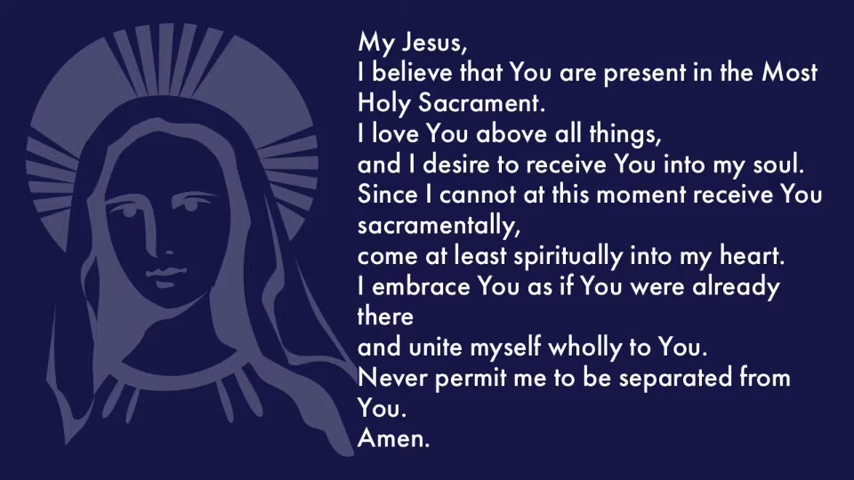 My Jesus,
I believe that You are present in the Most
Holy Sacrament.
I love You above all things,
and I desire to receive You into my soul.
Since I cannot at this moment receive You
sacramentally,
come at least spiritually into my heart.
I embrace You as if You were already
there
and unite myself wholly to You.
Never permit me to be separated from
You.
Amen.